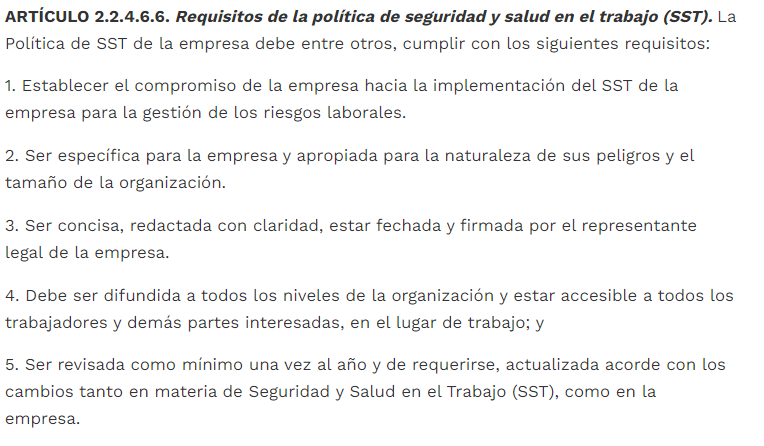 ARTÍCULO 2.2.4.6.6. Requisitos de la política de seguridad y salud en el trabajo (SST). La
Política de SST de la empresa debe entre otros, cumplir con los siguientes requisitos:
1. Establecer el compromiso de la empresa hacia la implementación del SST de la
empresa para la gestión de los riesgos laborales.
2. Ser específica para la empresa y apropiada para la naturaleza de sus peligros y el
tamaño de la organización.
3. Ser concisa, redactada con claridad, estar fechada y firmada por el representante
legal de la empresa.
4. Debe ser difundida a todos los niveles de la organización y estar accesible a todos los
trabajadores y demás partes interesadas, en el lugar de trabajo; y
5. Ser revisada como mínimo una vez al año y de requerirse, actualizada acorde con los
cambios tanto en materia de Seguridad y Salud en el Trabajo (SST), como en la
empresa.